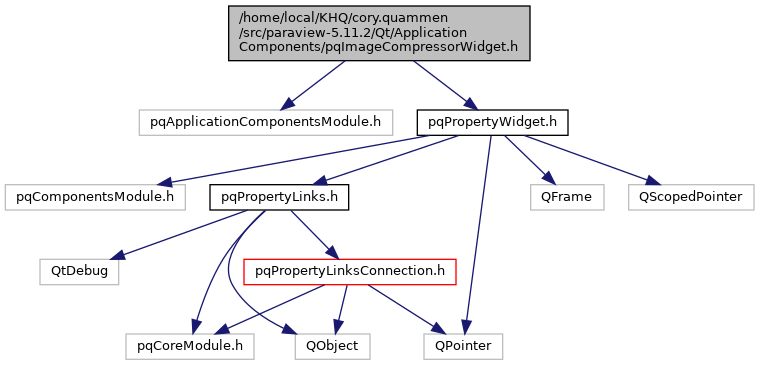 /home/local/KHQ/cory.quammen
/src/paraview-5.11.2/Qt/Application
Components/pqImageCompressorWidget.h
pqApplicationComponentsModule.h
pqPropertyWidget.h
pqComponentsModule.h
pqPropertyLinks.h
QFrame
QScopedPointer
QtDebug
pqPropertyLinksConnection.h
pqCoreModule.h
QObject
QPointer